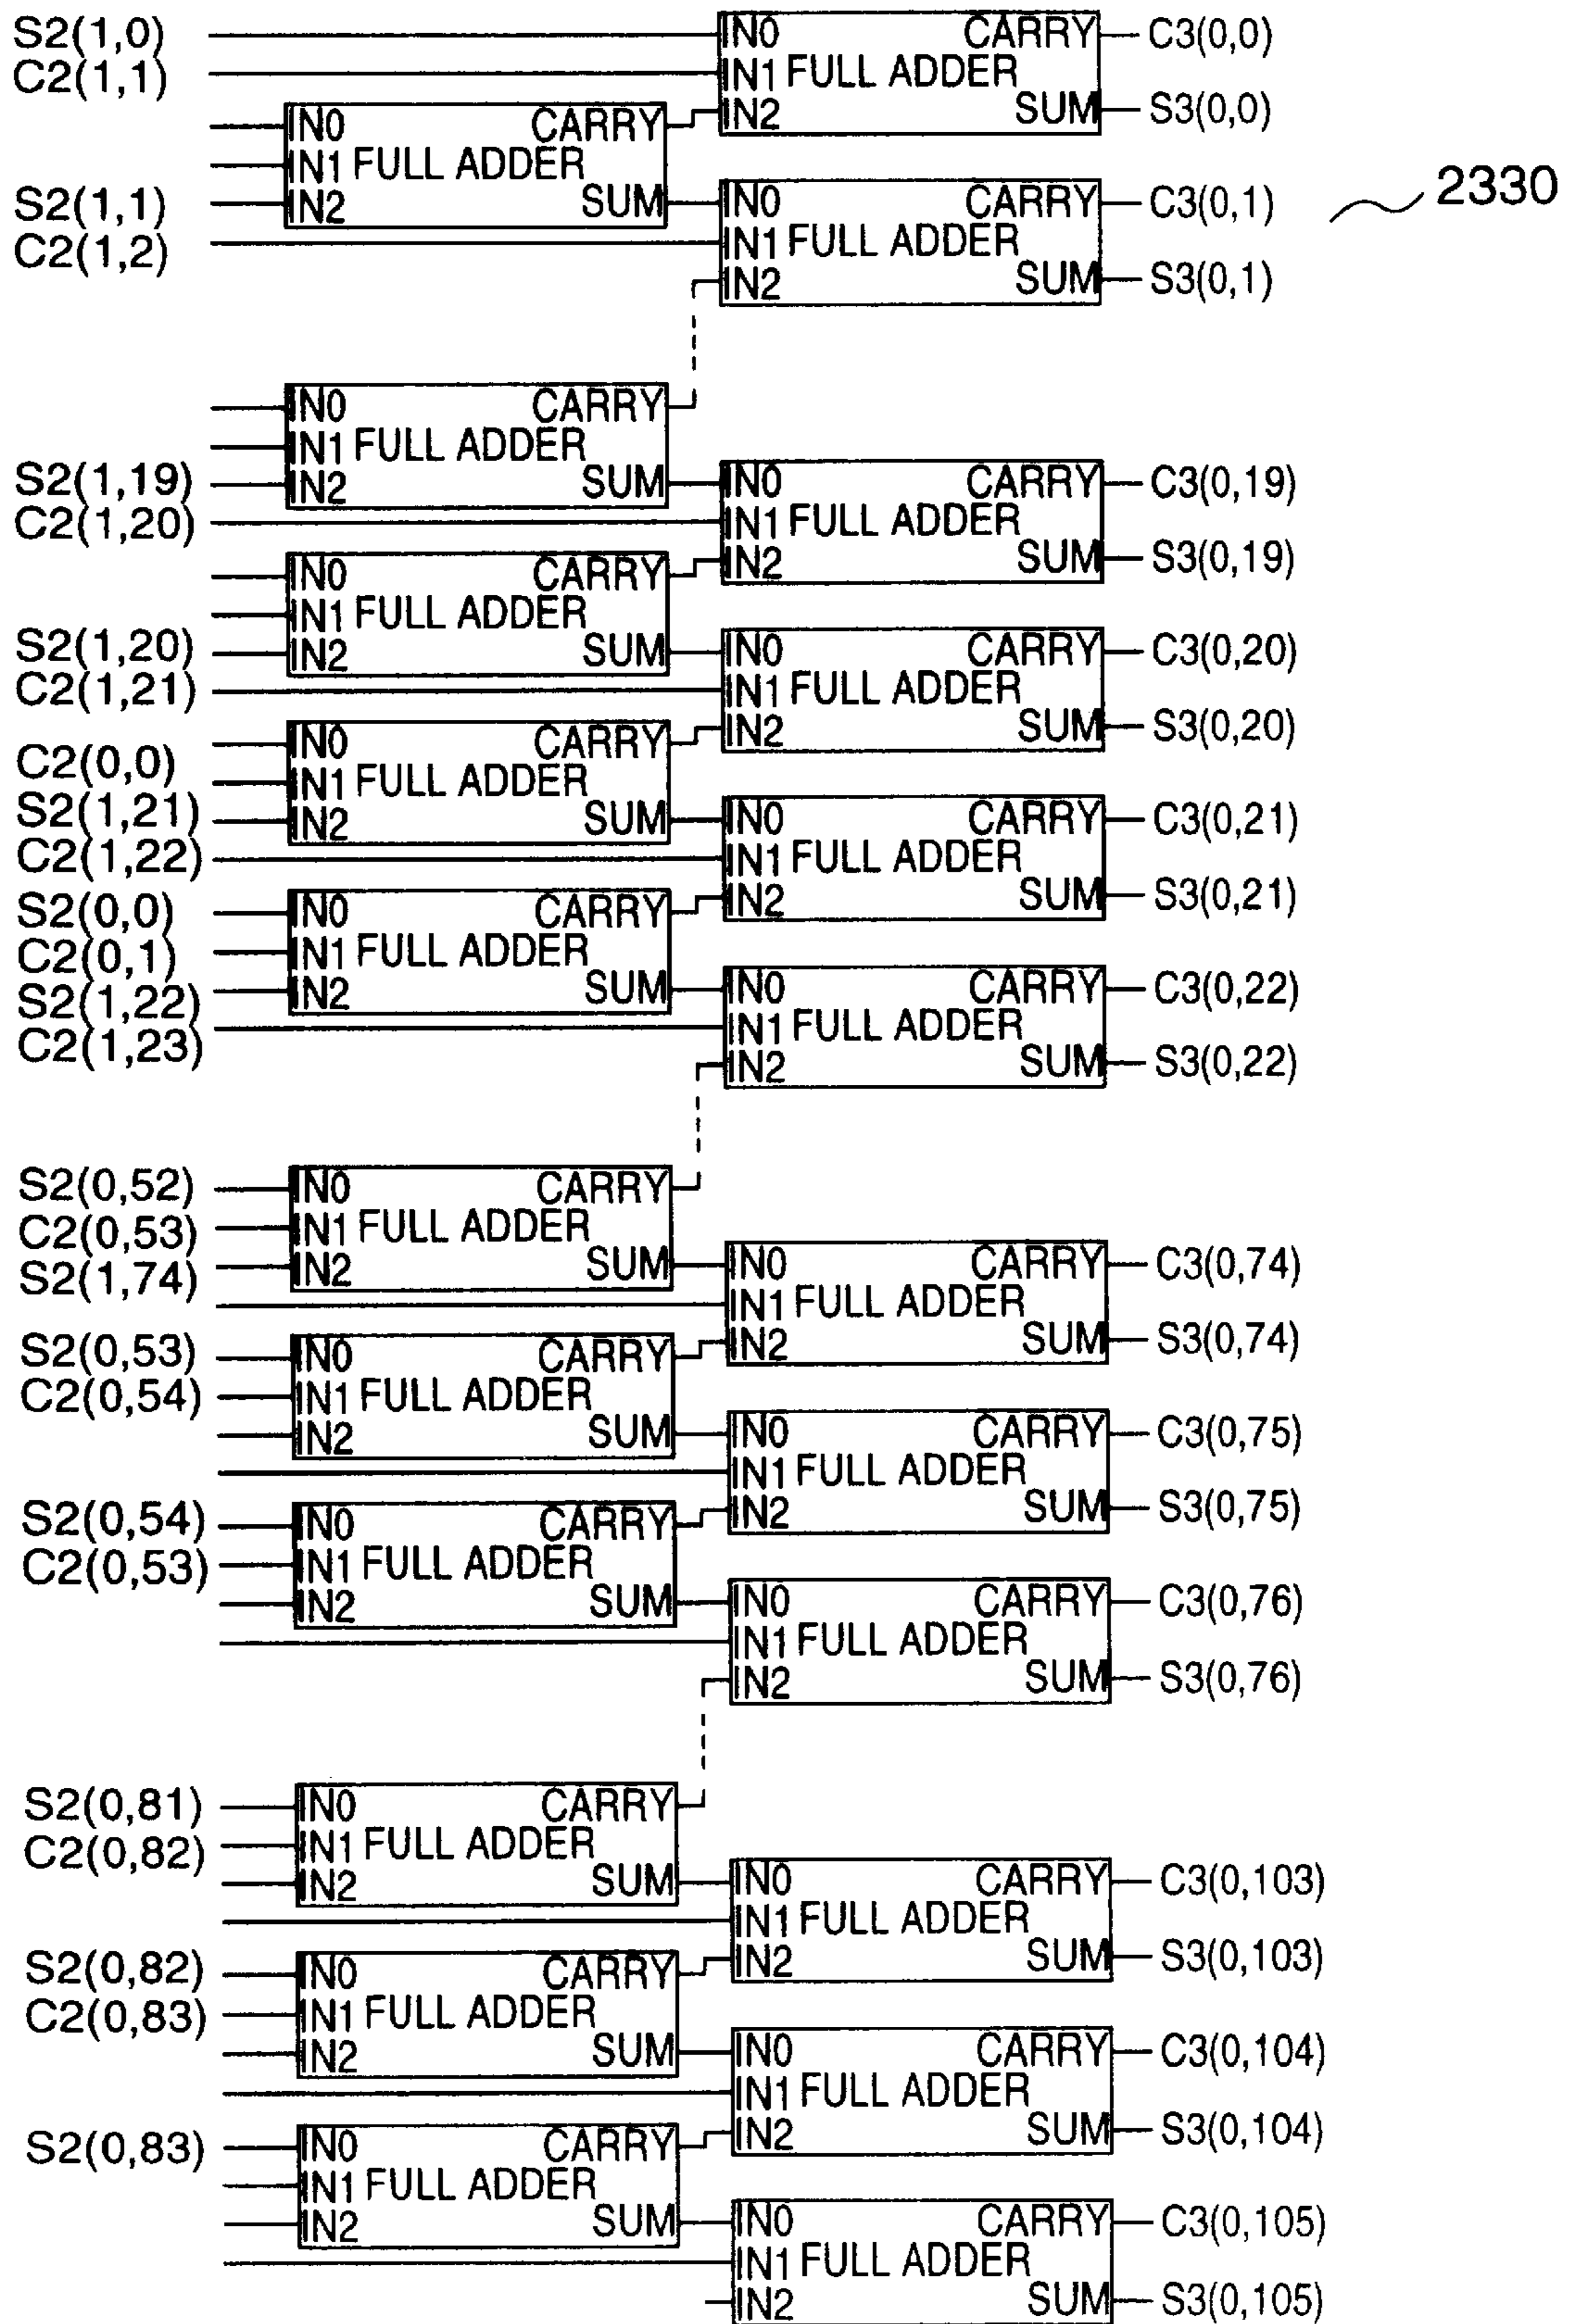 S2(1,0) IN0 CARRY C3(0,0)
C2(1,1) IN1 FULL ADDER
IN2 SUM S3(0,0)
IN0 CARRY
IN1 FULL ADDER
S2(1,1) IN2 SUM IN0 CARRY C3(0,1) 2330
C2(1,2) IN1 FULL ADDER
IN2 SUM S3(0,1)
IN0 CARRY
IN1 FULL ADDER
S2(1,19) IN2 SUM IN0 CARRY C3(0,19)
C2(1,20) IN1 FULL ADDER
IN0 CARRY IN2 SUM S3(0,19)
IN1 FULL ADDER
S2(1,20) IN2 SUM IN0 CARRY C3(0,20)
C2(1,21) IN1 FULL ADDER
IN0 CARRY IN2 SUM S3(0,20)
C2(0,0) IN1 FULL ADDER
S2(1,21) IN2 SUM IN0 CARRY C3(0,21)
C2(1,22) IN1 FULL ADDER
S2(0,0) IN0 CARRY IN2 SUM S3(0,21)
C2(0,1) IN1 FULL ADDER
S2(1,22) IN2 SUM IN0 CARRY C3(0,22)
C2(1,23) IN1 FULL ADDER
IN2 SUM S3(0,22)
S2(0,52) IN0 CARRY
C2(0,53) IN1 FULL ADDER
S2(1,74) IN2 SUM IN0 CARRY C3(0,74)
IN1 FULL ADDER
S2(0,53) IN0 CARRY IN2 SUM S3(0,74)
C2(0,54) IN1 FULL ADDER
IN2 SUM IN0 CARRY C3(0,75)
IN1 FULL ADDER
S2(0,54) IN0 CARRY IN2 SUM S3(0,75)
C2(0,53) IN1 FULL ADDER
IN2 SUM IN0 CARRY C3(0,76)
IN1 FULL ADDER
IN2 SUM S3(0,76)
S2(0,81) IN0 CARRY
C2(0,82) IN1 FULL ADDER
IN2 SUM IN0 CARRY C3(0,103)
IN1 FULL ADDER
S2(0,82) IN0 CARRY IN2 SUM S3(0,103)
C2(0,83) IN1 FULL ADDER
IN2 SUM IN0 CARRY C3(0,104)
IN1 FULL ADDER
S2(0,83) IN0 CARRY IN2 SUM S3(0,104)
IN1 FULL ADDER
IN2 SUM IN0 CARRY C3(0,105)
IN1 FULL ADDER
IN2 SUM S3(0,105)